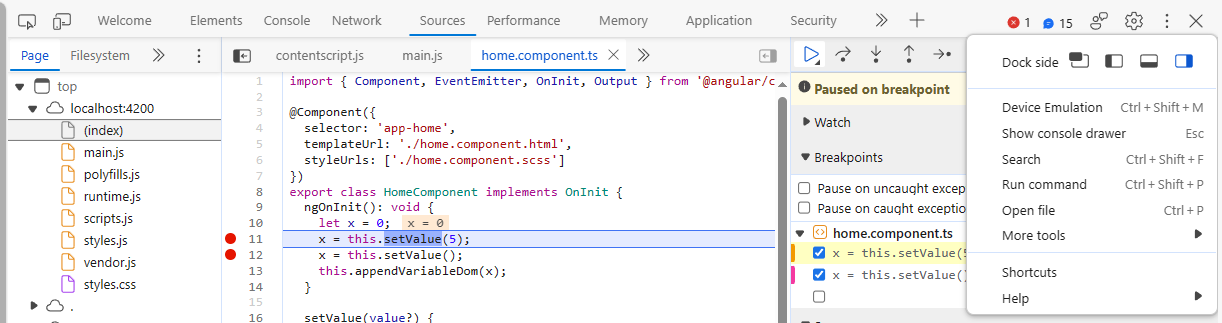 Welcome Elements Console Network Sources Performance Memory Application Security 1 15
Page Filesystem contentscript.js main.js home.component.ts
top
localhost:4200
(index)
main.js
polyfills.js
runtime.js
scripts.js
styles.js
vendor.js
styles.css
.
1 import { Component, EventEmitter, OnInit, Output } from '@angular/c
2
3 @Component({
4 selector: 'app-home',
5 templateUrl: './home.component.html',
6 styleUrls: ['./home.component.scss']
7 })
8 export class HomeComponent implements OnInit {
9 ngOnInit(): void {
10 let x = 0; x = 0
11 x = this.setValue(5);
12 x = this.setValue();
13 this.appendVariableDom(x);
14 }
15
16 setValue(value?) {
Paused on breakpoint
Watch
Breakpoints
Pause on uncaught excep
Pause on caught exceptio
home.component.ts
x = this.setValue(5
x = this.setValue()
Dock side
Device Emulation Ctrl + Shift + M
Show console drawer Esc
Search Ctrl + Shift + F
Run command Ctrl + Shift + P
Open file Ctrl + P
More tools
Shortcuts
Help